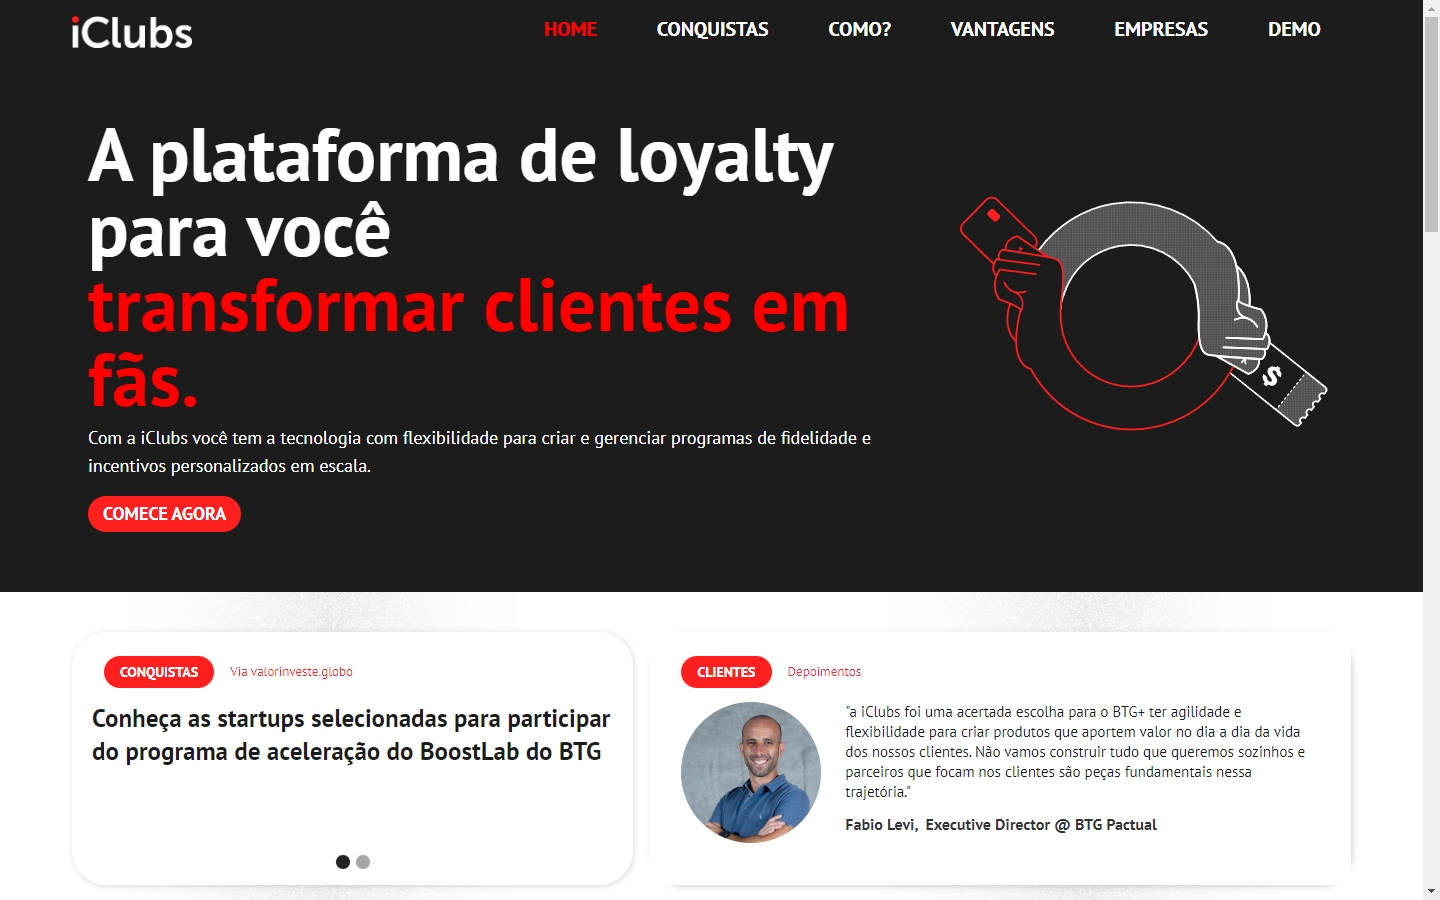 iClubs
HOME CONQUISTAS COMO? VANTAGENS EMPRESAS DEMO
A plataforma de loyalty
para você
transformar clientes em
fãs.
Com a iClubs você tem a tecnologia com flexibilidade para criar e gerenciar programas de fidelidade e
incentivos personalizados em escala.
COMECE AGORA
$
CONQUISTAS Via valorinveste.globo
Conheça as startups selecionadas para participar
do programa de aceleração do BoostLab do BTG
CLIENTES Depoimentos
"a iClubs foi uma acertada escolha para o BTG+ ter agilidade e
flexibilidade para criar produtos que aportem valor no dia a dia da vida
dos nossos clientes. Não vamos construir tudo que queremos sozinhos e
parceiros que focam nos clientes são peças fundamentais nessa
trajetória."
Fabio Levi, Executive Director @ BTG Pactual